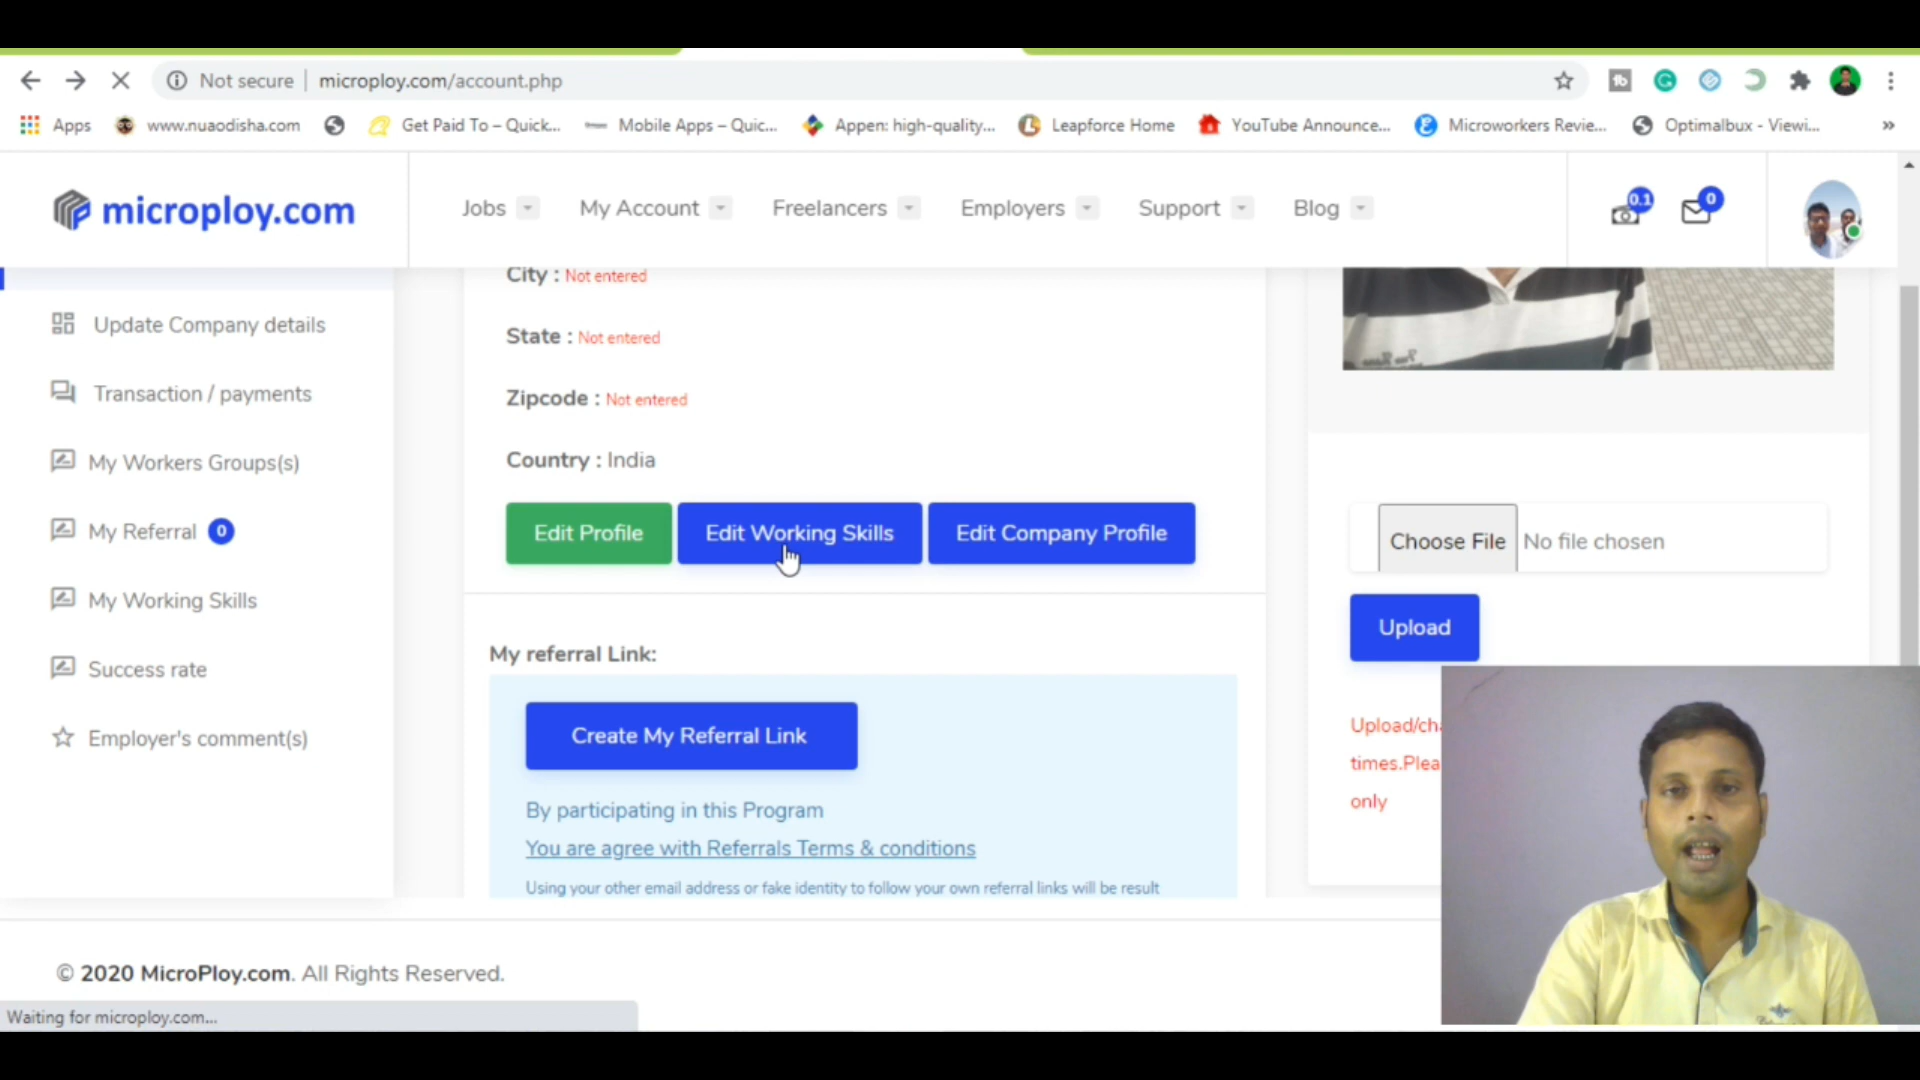 Not secure microploy.com/account.php
Apps www.nuaodisha.com Get Paid To – Quick... Mobile Apps – Quic... Appen: high-quality... Leapforce Home YouTube Announce... Microworkers Revie... Optimalbux - Viewi... »
microploy.com Jobs My Account Freelancers Employers Support Blog 0.1 0
City : Not entered
Update Company details
State : Not entered
Transaction / payments
Zipcode : Not entered
My Workers Groups(s)
Country : India
My Referral 0
Edit Profile Edit Working Skills Edit Company Profile
Choose File No file chosen
My Working Skills
Upload
My referral Link:
Success rate
Create My Referral Link
Employer's comment(s)
Upload/cha
times.Plea
only
By participating in this Program
You are agree with Referrals Terms & conditions
Using your other email address or fake identity to follow your own referral links will be result
© 2020 MicroPloy.com. All Rights Reserved.
Waiting for microploy.com...